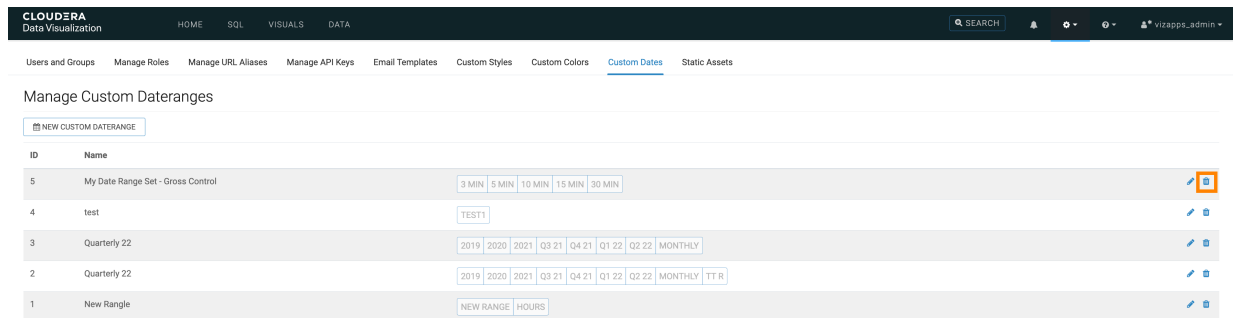 CLOUDERA
Data Visualization
HOME SQL VISUALS DATA SEARCH vizapps_admin
Users and Groups Manage Roles Manage URL Aliases Manage API Keys Email Templates Custom Styles Custom Colors Custom Dates Static Assets
Manage Custom Dateranges
NEW CUSTOM DATERANGE
ID Name
5 My Date Range Set - Gross Control 3 MIN 5 MIN 10 MIN 15 MIN 30 MIN
4 test TEST1
3 Quarterly 22 2019 2020 2021 Q3 21 Q4 21 Q1 22 Q2 22 MONTHLY
2 Quarterly 22 2019 2020 2021 Q3 21 Q4 21 Q1 22 Q2 22 MONTHLY TT R
1 New Rangle NEW RANGE HOURS